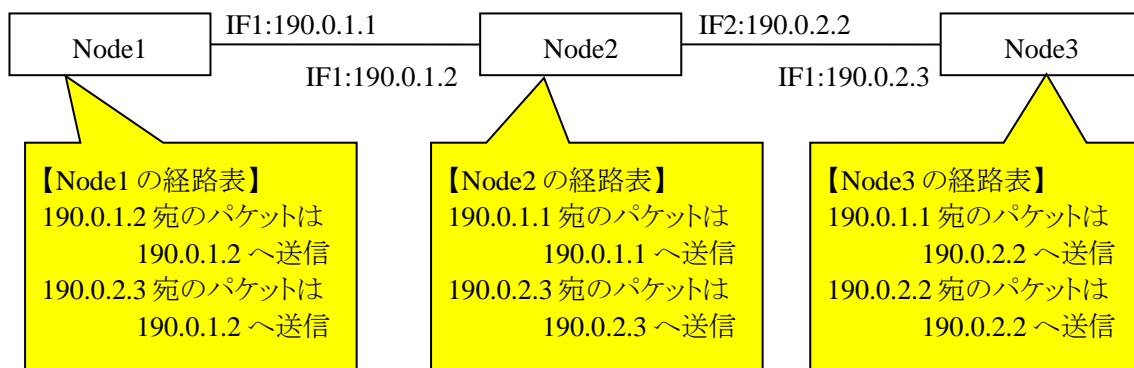 IF1:190.0.1.1
IF2:190.0.2.2
Node1
Node2
Node3
IF1:190.0.1.2
IF1:190.0.2.3
【Node1 の経路表】
190.0.1.2 宛のパケットは
190.0.1.2 へ送信
190.0.2.3 宛のパケットは
190.0.1.2 へ送信
【Node2 の経路表】
190.0.1.1 宛のパケットは
190.0.1.1 へ送信
190.0.2.3 宛のパケットは
190.0.2.3 へ送信
【Node3 の経路表】
190.0.1.1 宛のパケットは
190.0.2.2 へ送信
190.0.2.2 宛のパケットは
190.0.2.2 へ送信